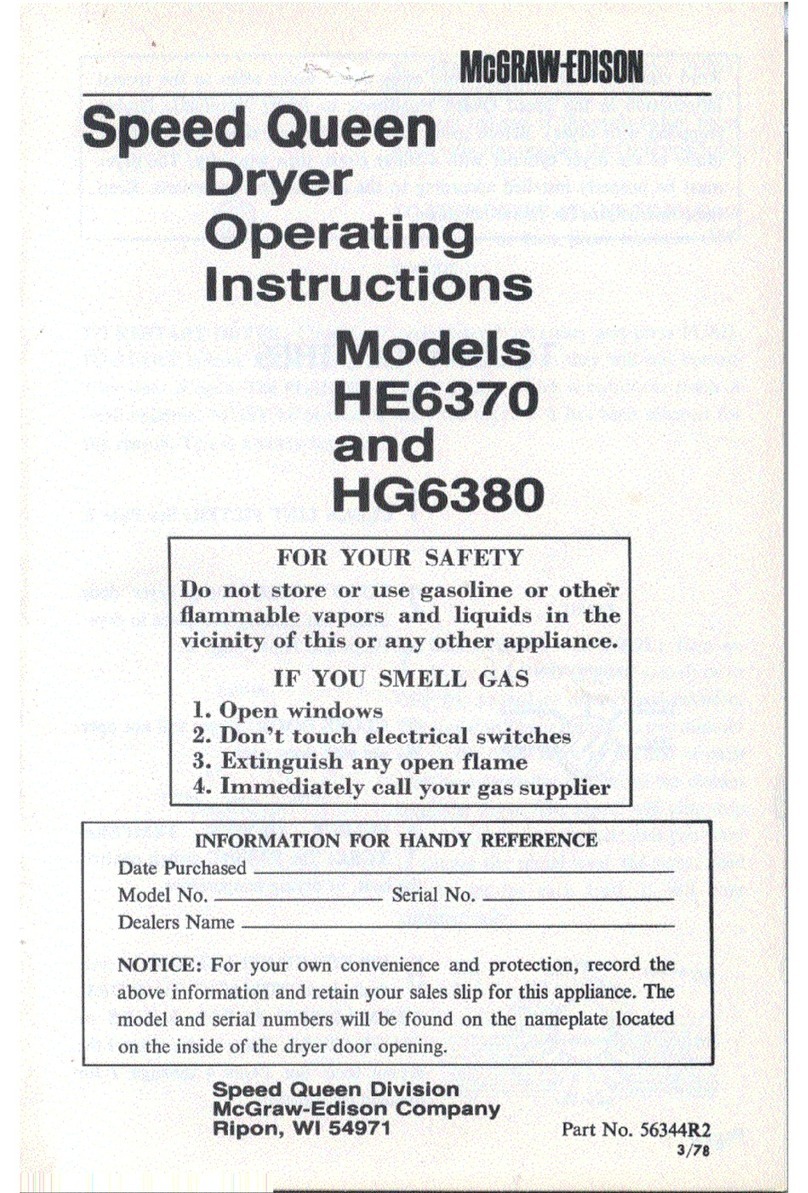 McGRAW-EDISON
Speed Queen
Dryer
Operating
Instructions
Models
HE6370
and
HG6380
FOR YOUR SAFETY
Do not store or use gasoline or other
flammable vapors and liquids in the
vicinity of this or any other appliance.
IF YOU SMELL GAS
1. Open windows
2. Don't touch electrical switches
3. Extinguish any open flame
4. Immediately call your gas supplier
INFORMATION FOR HANDY REFERENCE
Date Purchased
Model No. Serial No.
Dealers Name
NOTICE: For your own convenience and protection, record the
above information and retain your sales slip for this appliance. The
model and serial numbers will be found on the nameplate located
on the inside of the dryer door opening.
Speed Queen Division
McGraw-Edison Company
Ripon, WI 54971
Part No. 56344R2
3/78